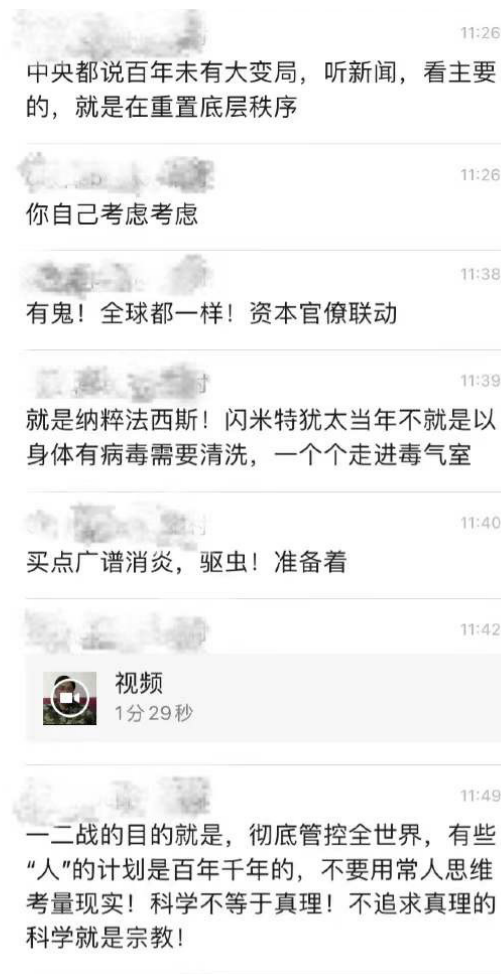 11:26
中央都说百年未有大变局，听新闻，看主要
的，就是在重置底层秩序
11:26
你自己考虑考虑
11:38
有鬼！全球都一样！资本官僚联动
11:39
就是纳粹法西斯！闪米特犹太当年不就是以
身体有病毒需要清洗，一个个走进毒气室
11:40
买点广谱消炎，驱虫！准备着
11:42
视频
1分29秒
11:49
一二战的目的就是，彻底管控全世界，有些
“人”的计划是百年千年的，不要用常人思维
考量现实！科学不等于真理！不追求真理的
科学就是宗教！